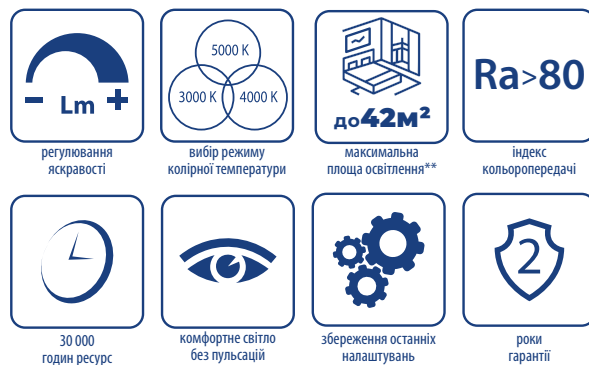 5000 K
3000 K
4000 K
- Lm +
до42м²
Ra>80
регулювання
яскравості
вибір режиму
колірної температури
максимальна
площа освітлення**
індекс
кольоропередачі
2
30 000
годин ресурс
комфортне світло
без пульсацій
збереження останніх
налаштувань
роки
гарантії